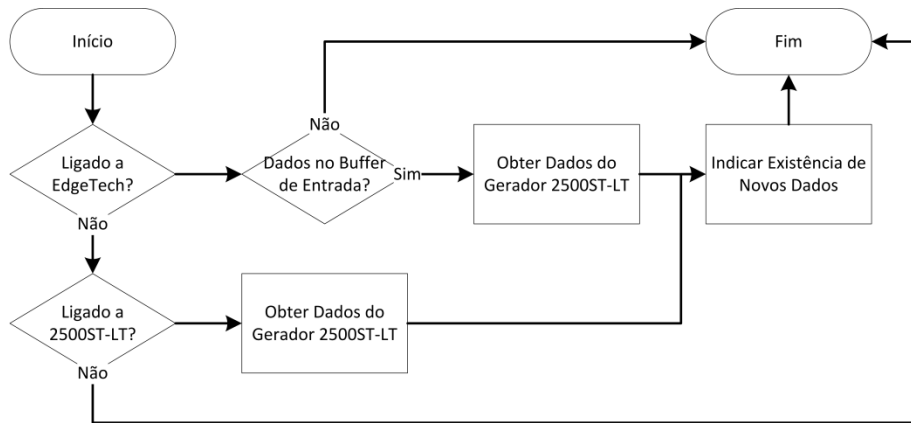 Início
Fim
Não
Ligado a
EdgeTech?
Dados no Buffer
de Entrada?
Sim
Obter Dados do
Gerador 2500ST-LT
Indicar Existência de
Novos Dados
Não
Ligado a
2500ST-LT?
Obter Dados do
Gerador 2500ST-LT
Não